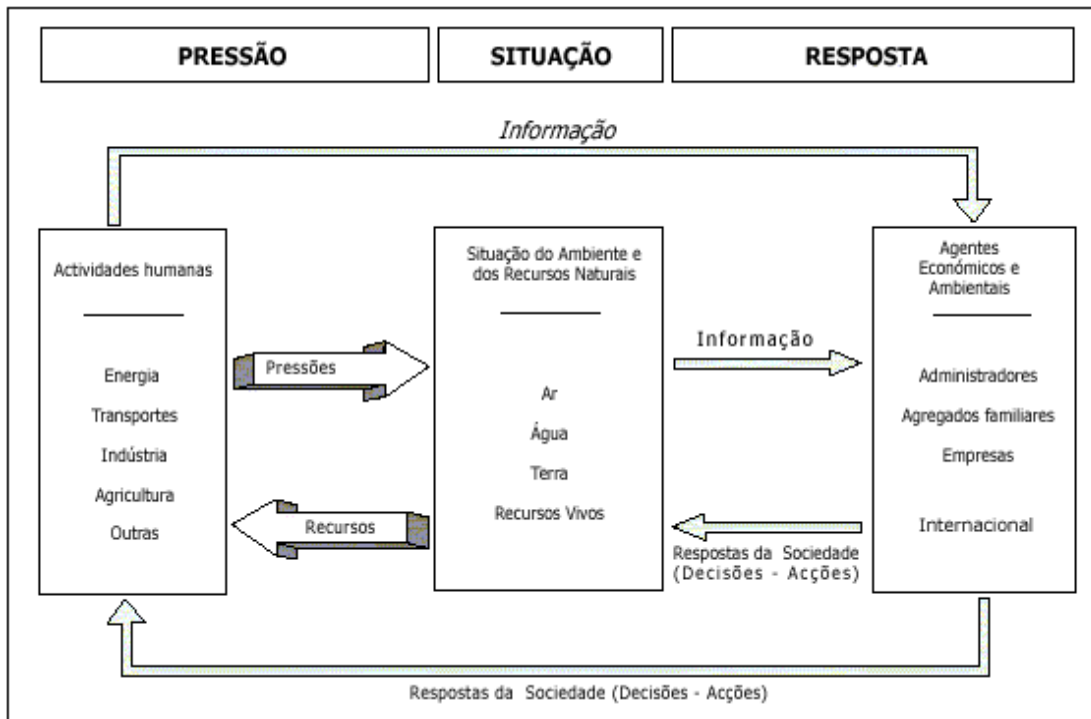 PRESSÃO
SITUAÇÃO
RESPOSTA
Informação
Actividades humanas
Energia
Transportes
Indústria
Agricultura
Outras
Pressões
Recursos
Situação do Ambiente e
dos Recursos Naturais
Ar
Água
Terra
Recursos Vivos
Informação
Respostas da Sociedade
(Decisões - Acções)
Agentes
Económicos e
Ambientais
Administradores
Agregados familiares
Empresas
Internacional
Respostas da Sociedade (Decisões - Acções)